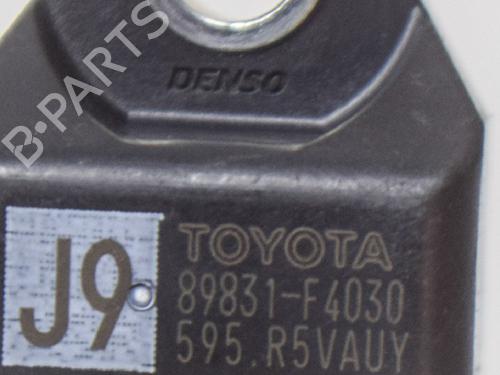 B-PARTS
DENSO
J9
TOYOTA
89831-F4030
595.R5VAUY